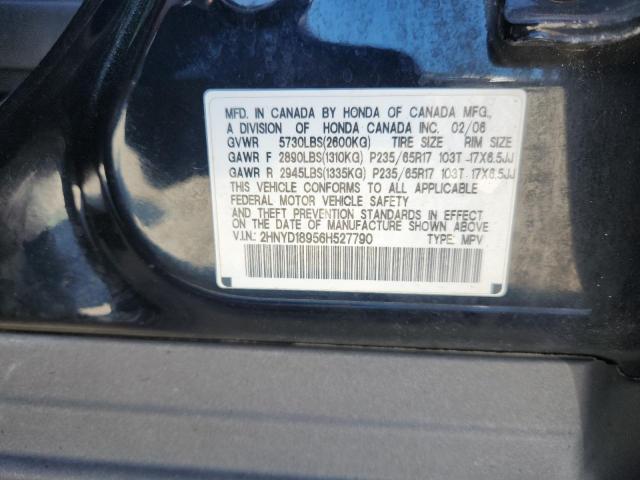 MFD. IN CANADA BY HONDA OF CANADA MFG.,
A DIVISION OF HONDA CANADA INC. 02/06
GVWR 5730LBS(2600KG) TIRE SIZE RIM SIZE
GAWR F 2890LBS(1310KG) P235/65R17 103T -17X6.5JJ
GAWR R 2945LBS(1335KG) P235/65R17 103T -17X6.5JJ
THIS VEHICLE CONFORMS TO ALL APPLICABLE
FEDERAL MOTOR VEHICLE SAFETY
AND THEFT PREVENTION STANDARDS IN EFFECT
ON THE DATE OF MANUFACTURE SHOWN ABOVE
V.I.N.: 2HNYD18956H527790 TYPE: MPV